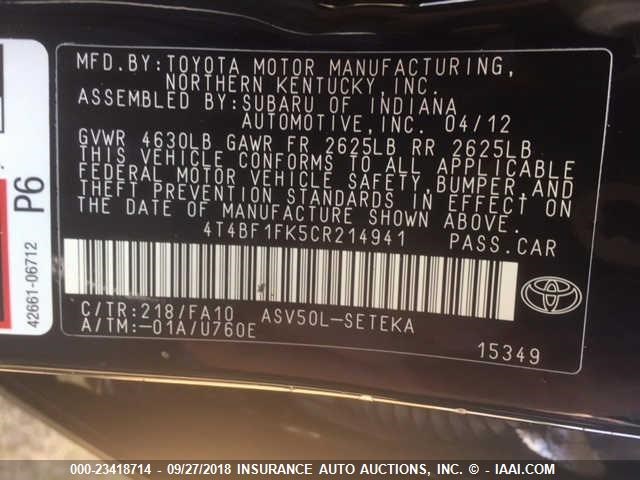 MFD.BY:TOYOTA MOTOR MANUFACTURING,
NORTHERN KENTUCKY,INC.
ASSEMBLED BY:SUBARU OF INDIANA
AUTOMOTIVE,INC. 04/12
GVWR 4630LB GAWR FR 2625LB RR 2625LB
THIS VEHICLE CONFORMS TO ALL APPLICABLE
FEDERAL MOTOR VEHICLE SAFETY,BUMPER,AND
THEFT PREVENTION STANDARDS IN EFFECT ON
THE DATE OF MANUFACTURE SHOWN ABOVE.
4T4BF1FK5CR214941 PASS.CAR
C/TR:218/FA10 ASV50L-SETEKA
A/TM:-01A/U760E
15349
P6
42661-06712
000-23418714 - 09/27/2018 INSURANCE AUTO AUCTIONS, INC. - IAAI.COM